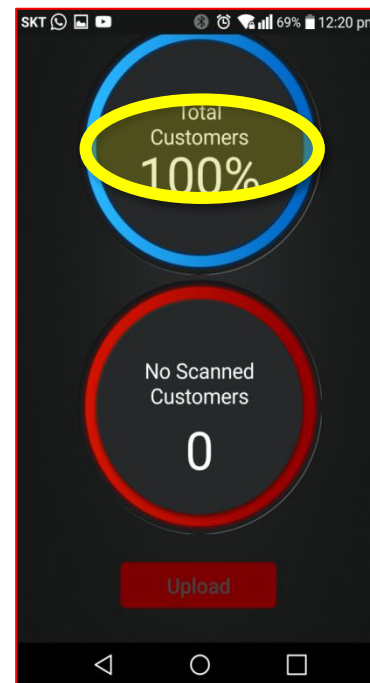 SKT 69% 12:20 pm
Total
Customers
100%
No Scanned
Customers
0
Upload